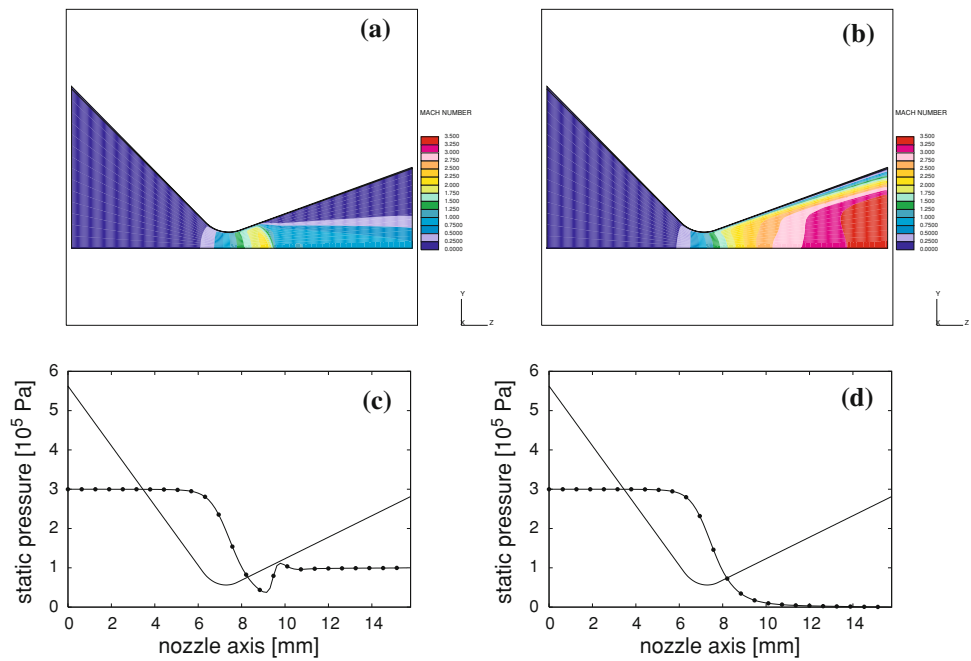 (a)
MACH NUMBER
3.500
3.250
3.000
2.750
2.500
2.250
2.000
1.750
1.500
1.250
1.000
0.7500
0.5000
0.2500
0.0000
Y
X Z
(b)
MACH NUMBER
3.500
3.250
3.000
2.750
2.500
2.250
2.000
1.750
1.500
1.250
1.000
0.7500
0.5000
0.2500
0.0000
Y
X Z
(c)
static pressure [10⁵ Pa]
6
5
4
3
2
1
0
0 2 4 6 8 10 12 14
nozzle axis [mm]
(d)
static pressure [10⁵ Pa]
6
5
4
3
2
1
0
0 2 4 6 8 10 12 14
nozzle axis [mm]